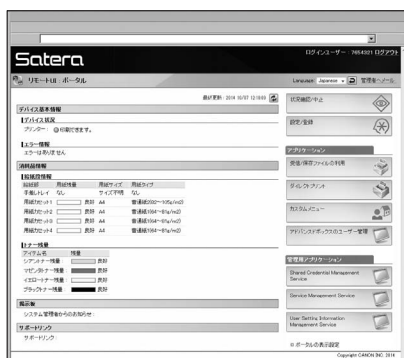 Satera
ログインユーザー : 7654321 ログアウト
リモートUI : ポータル
Language Japanese 管理者へメール
最終更新 : 2014 10/07 12:16:03
デバイス基本情報
デバイス状況
プリンター : 印刷できます。
エラー情報
エラーはありません
消耗品情報
給紙部情報
給紙部 用紙残量 用紙サイズ 用紙タイプ
手差しトレイ なし サイズ不明 なし
用紙カセット1 良好 A4
用紙カセット2 良好 A4 普通紙1(64~81g/m2)
用紙カセット3 良好 A4 普通紙1(64~81g/m2)
用紙カセット4 良好 A4 普通紙1(64~81g/m2)
トナー残量
アイテム名 残量
シアントナー残量 : 良好
マゼンタトナー残量 : 良好
イエロートナー残量 : 良好
ブラックトナー残量 : 良好
掲示板
システム管理者からのお知らせ :
サポートリンク
サポートリンク :
状況確認/中止
設定/登録
アプリケーション
受信/保存ファイルの利用
ダイレクトプリント
カスタムメニュー
アドバンスドボックスのユーザー管理
管理用アプリケーション
Shared Credential Management
Service
Service Management Service
User Setting Information
Management Service
ポータルの表示設定
Copyright CANON INC. 2014